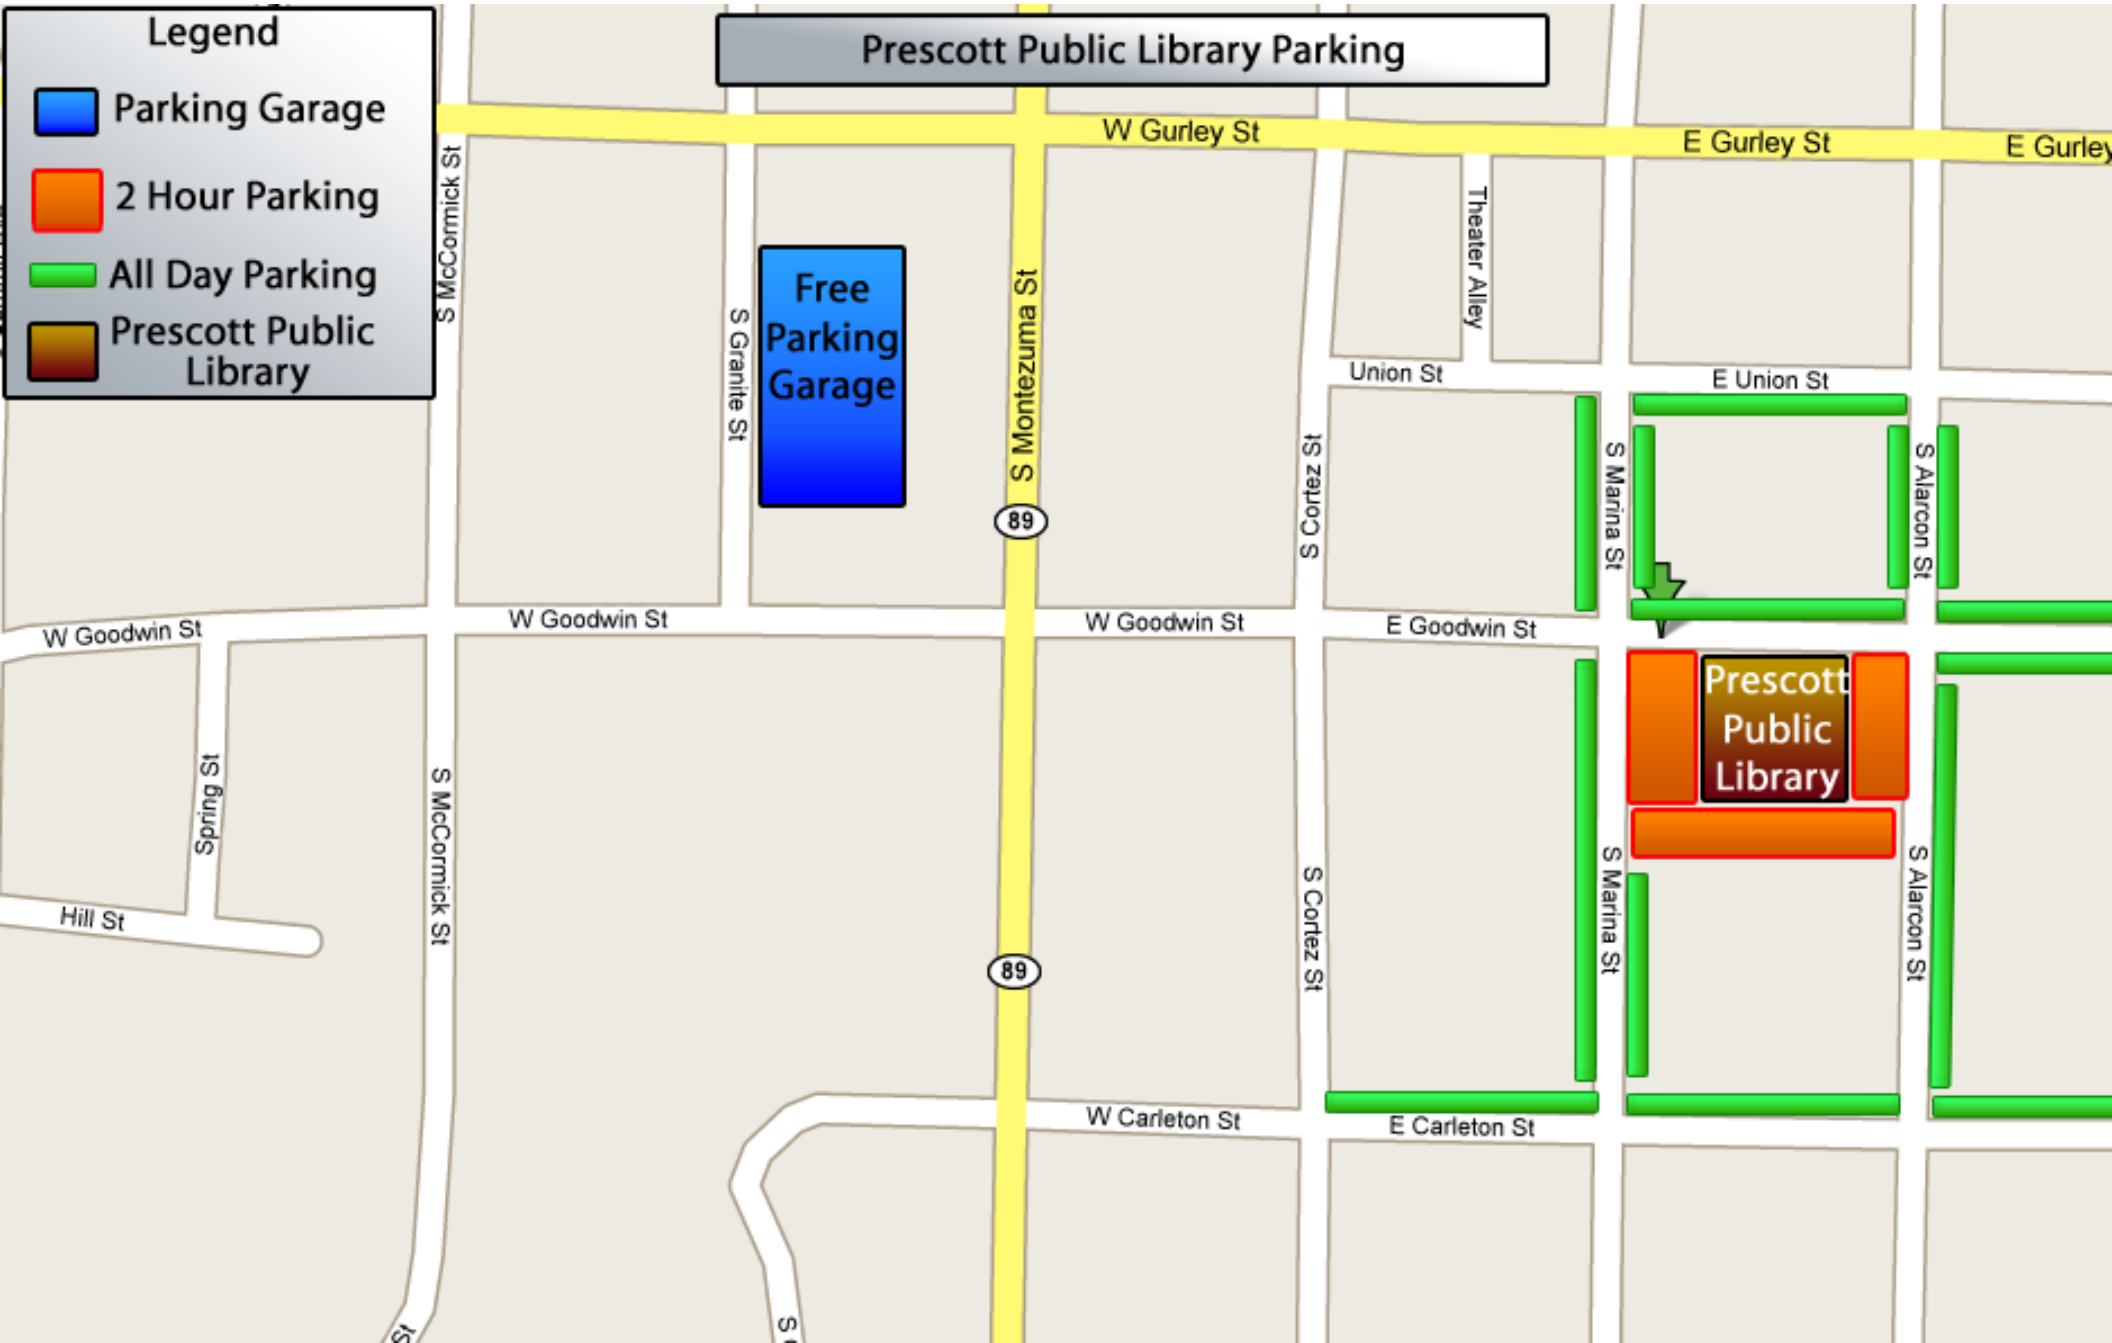 Legend
Parking Garage
2 Hour Parking
All Day Parking
Prescott Public
Library
Prescott Public Library Parking
W Gurley St
E Gurley St
E Gurley
S McCormick St
Theater Alley
Free
Parking
Garage
S Granite St
S Montezuma St
Union St
E Union St
S Cortez St
S Marina St
S Alarcon St
89
W Goodwin St
W Goodwin St
W Goodwin St
E Goodwin St
Prescott
Public
Library
Spring St
S McCormick St
Hill St
S Cortez St
S Marina St
S Alarcon St
89
W Carleton St
E Carleton St
St
S